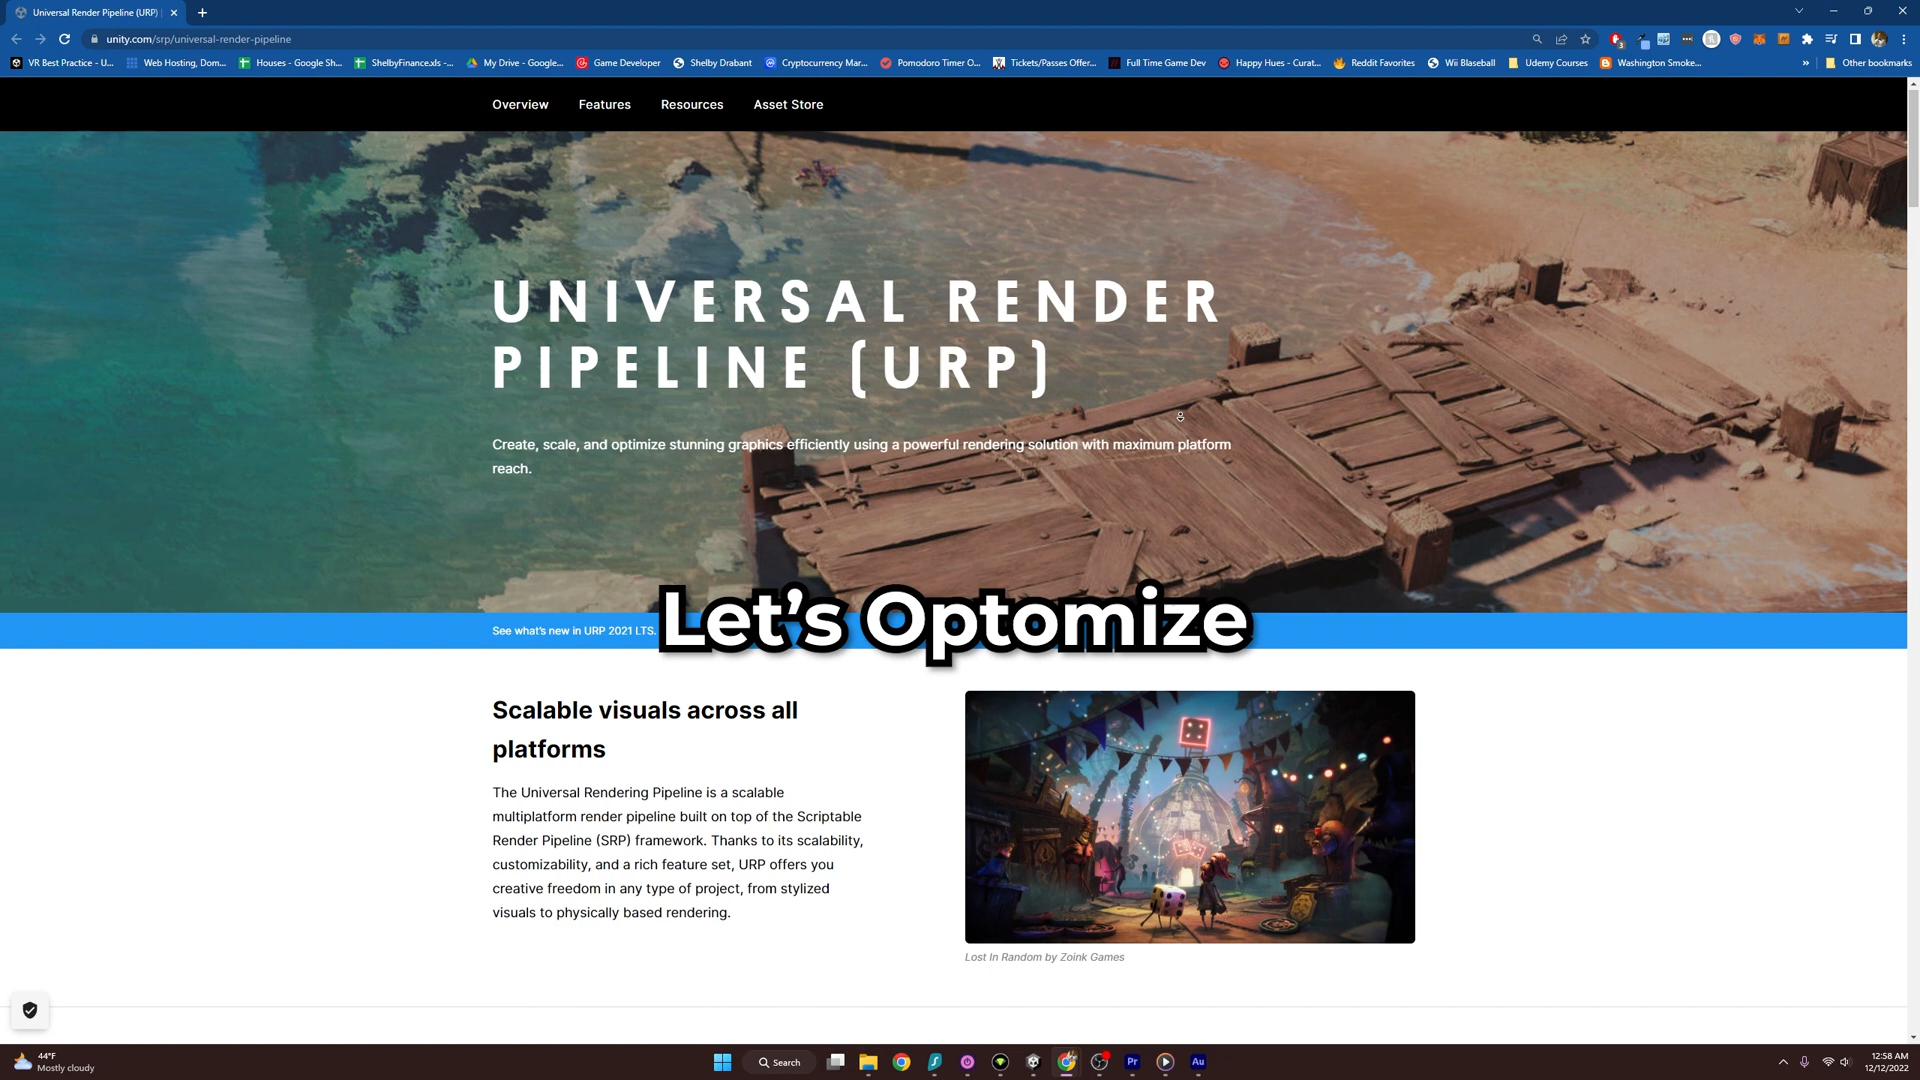 Universal Render Pipeline (URP) |
unity.com/srp/universal-render-pipeline
VR Best Practice - U...
Web Hosting, Dom...
Houses - Google Sh...
ShelbyFinance.xls -...
My Drive - Google...
Game Developer
Shelby Drabant
Cryptocurrency Mar...
Pomodoro Timer O...
Tickets/Passes Offer...
Full Time Game Dev
Happy Hues - Curat...
Reddit Favorites
Wii Blaseball
Udemy Courses
Washington Smoke...
Other bookmarks
Overview
Features
Resources
Asset Store
UNIVERSAL RENDER
PIPELINE (URP)
Create, scale, and optimize stunning graphics efficiently using a powerful rendering solution with maximum platform
reach.
See what's new in URP 2021 LTS.
Let's Optomize
Scalable visuals across all
platforms
The Universal Rendering Pipeline is a scalable
multiplatform render pipeline built on top of the Scriptable
Render Pipeline (SRP) framework. Thanks to its scalability,
customizability, and a rich feature set, URP offers you
creative freedom in any type of project, from stylized
visuals to physically based rendering.
Lost In Random by Zoink Games
44°F
Mostly cloudy
Search
Pr
Au
12:58 AM
12/12/2022